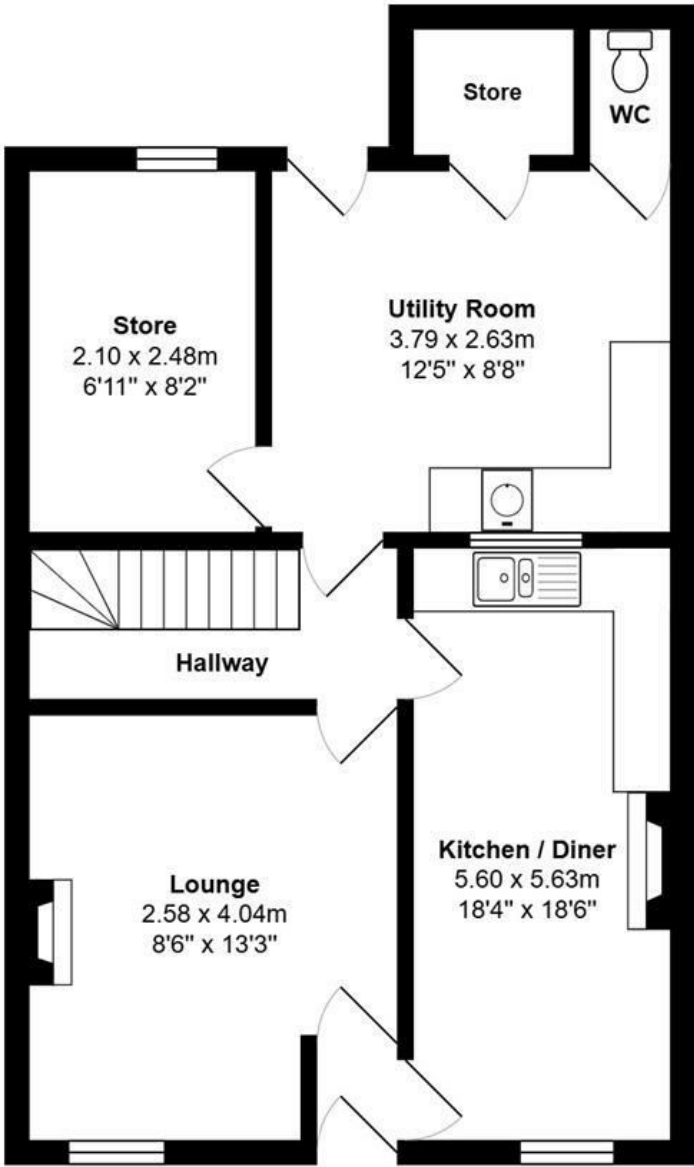 Store
WC
Utility Room
3.79 x 2.63m
12'5" x 8'8"
Store
2.10 x 2.48m
6'11" x 8'2"
Hallway
Kitchen / Diner
5.60 x 5.63m
18'4" x 18'6"
Lounge
2.58 x 4.04m
8'6" x 13'3"